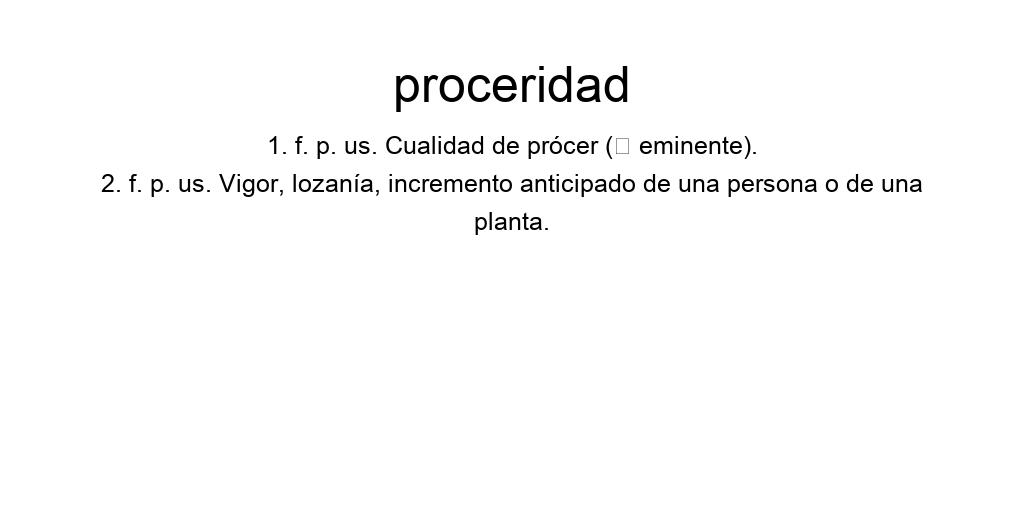 proceridad
1. f. p. us. Cualidad de prócer (□ eminente).
2. f. p. us. Vigor, lozanía, incremento anticipado de una persona o de una
planta.